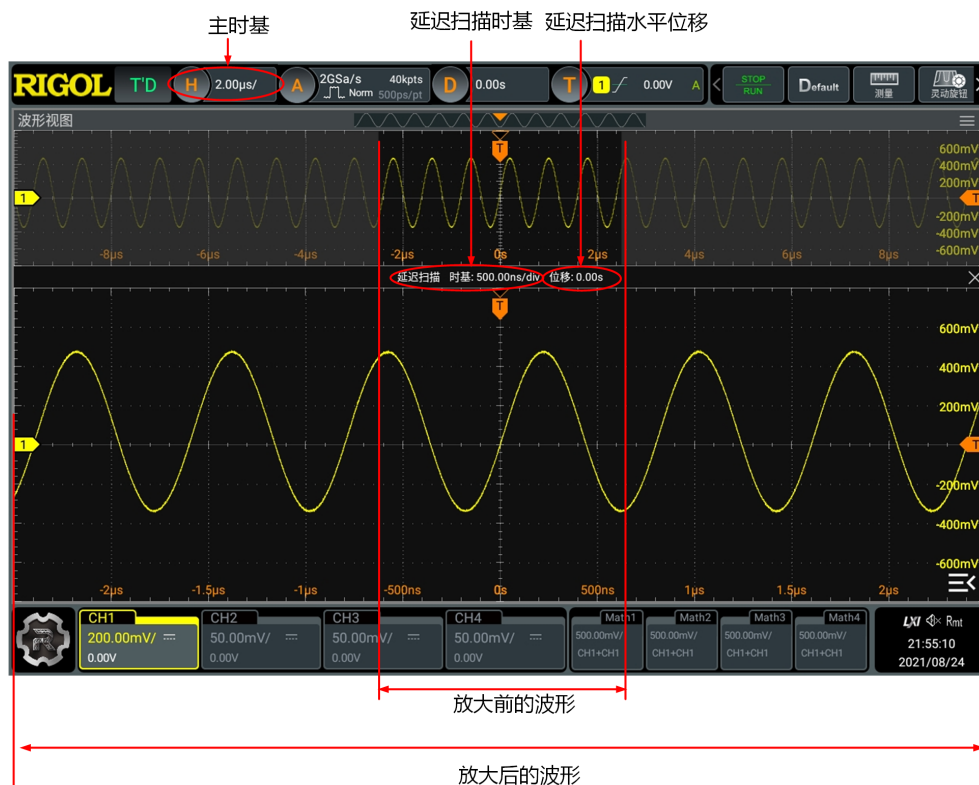 主时基
延迟扫描时基 延迟扫描水平位移
RIGOL T'D H 2.00μs/ A 2GSa/s 40kpts Norm 500ps/pt D 0.00s T 1 0.00V A < STOP RUN Default 测量 灵动旋钮
波形视图
T
600mV
400mV
200mV
1 T
-200mV
-400mV
-600mV
-8μs -6μs -4μs -2μs 0s 2μs 4μs 6μs 8μs
延迟扫描 时基: 500.00ns/div 位移: 0.00s
T
600mV
400mV
200mV
1 T
-200mV
-400mV
-600mV
-2μs -1.5μs -1μs -500ns 0s 500ns 1μs 1.5μs 2μs
CH1 CH2 CH3 CH4 Math1 Math2 Math3 Math4
200.00mV/ 50.00mV/ 50.00mV/ 50.00mV/ 500.00mV/ 500.00mV/ 500.00mV/ 500.00mV/
0.00V 0.00V 0.00V 0.00V CH1+CH1 CH1+CH1 CH1+CH1 CH1+CH1
LXI Rmt
21:55:10
2021/08/24
放大前的波形
放大后的波形